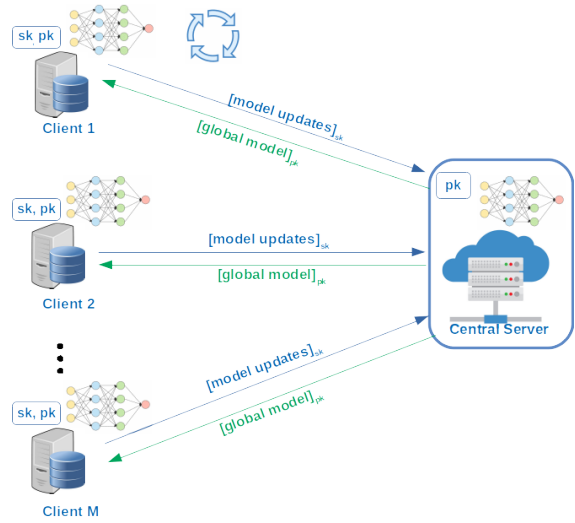 sk, pk
Client 1
[model updates]sk
[global model]pk
pk
sk, pk
[model updates]sk
[global model]pk
Client 2
Central Server
[model updates]sk
sk, pk
[global model]pk
Client M